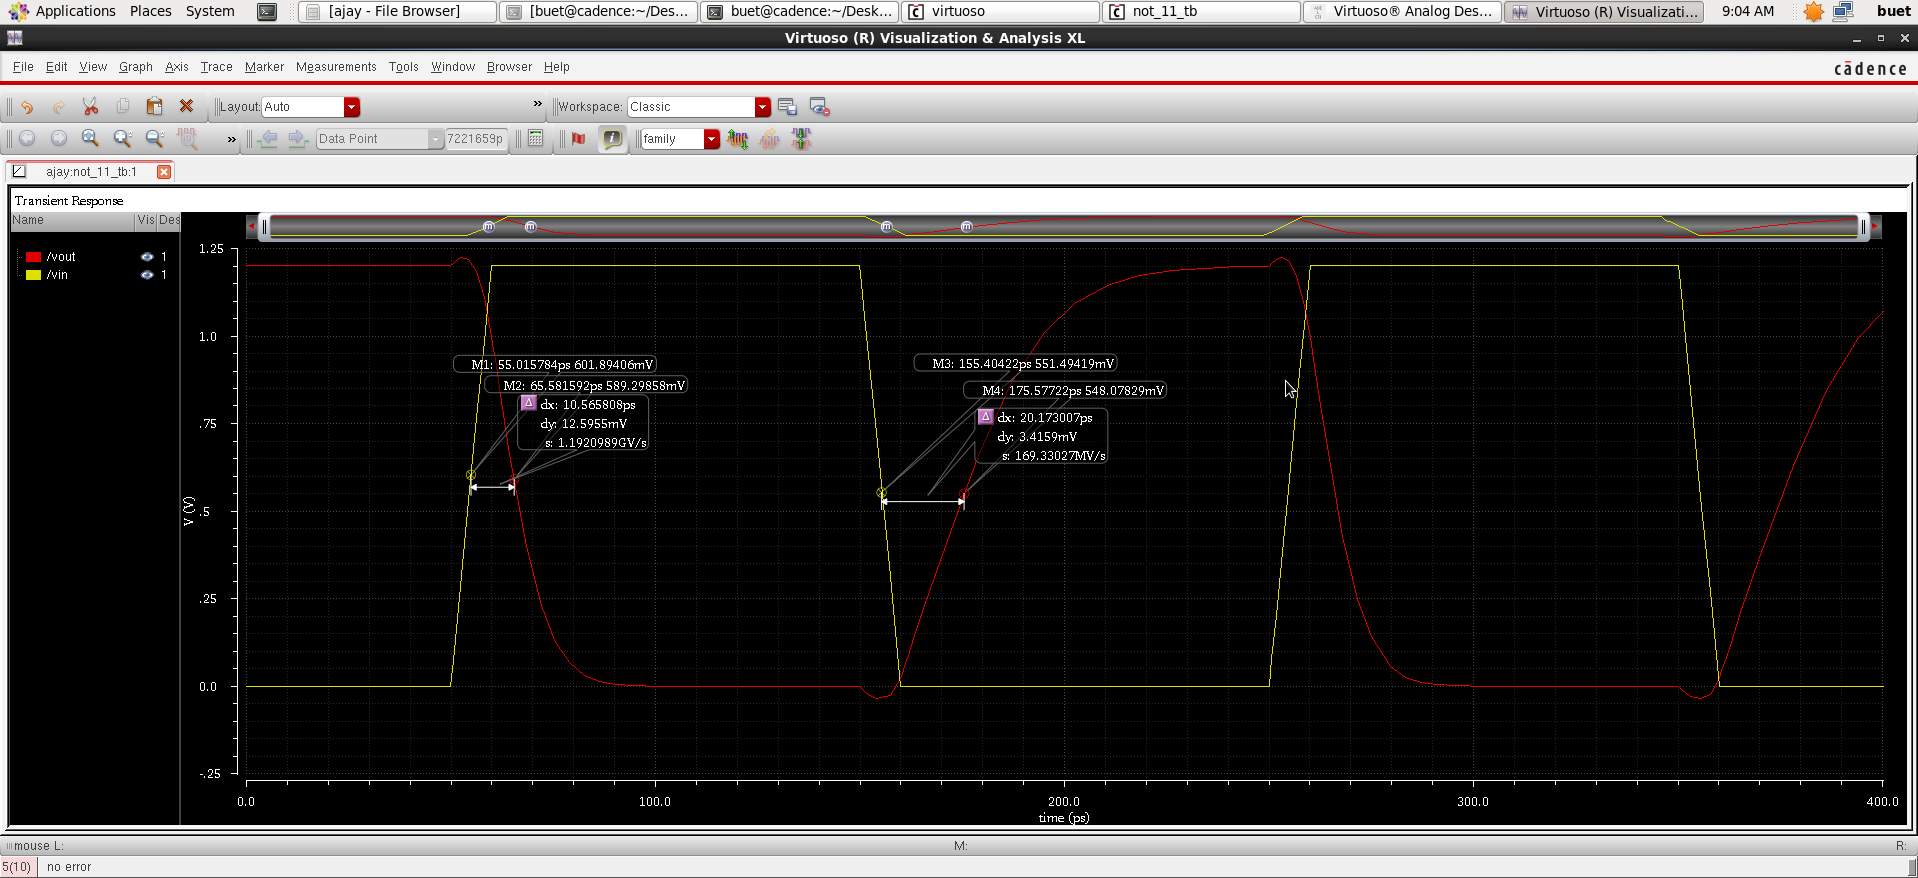 Applications Places System [ajay - File Browser] [buet@cadence:~/Des... buet@cadence:~/Desk... virtuoso not_11_tb Virtuoso® Analog Des... Virtuoso (R) Visualizati... 9:04 AM buet
Virtuoso (R) Visualization & Analysis XL
File Edit View Graph Axis Trace Marker Measurements Tools Window Browser Help cādence
Layout: Auto » Workspace: Classic
» Data Point 7221659p family
ajay:not_11_tb:1
Transient Response
Name Vis Des
/vout 1
/vin 1
1.25
1.0
.75
.5
.25
0.0
-.25
V (V)
M1: 55.015784ps 601.89406mV
M2: 65.581592ps 589.29858mV
dx: 10.565808ps
dy: 12.5955mV
s: 1.1920989GV/s
M3: 155.40422ps 551.49419mV
M4: 175.57722ps 548.07829mV
dx: 20.173007ps
dy: 3.4159mV
s: 169.33027MV/s
0.0 100.0 200.0 300.0 400.0
time (ps)
mouse L: M: R:
5(10) no error